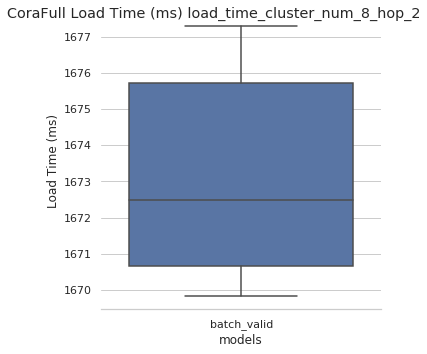 CoraFull Load Time (ms) load_time_cluster_num_8_hop_2
1677
1676
1675
1674
1673
1672
1671
1670
Load Time (ms)
batch_valid
models